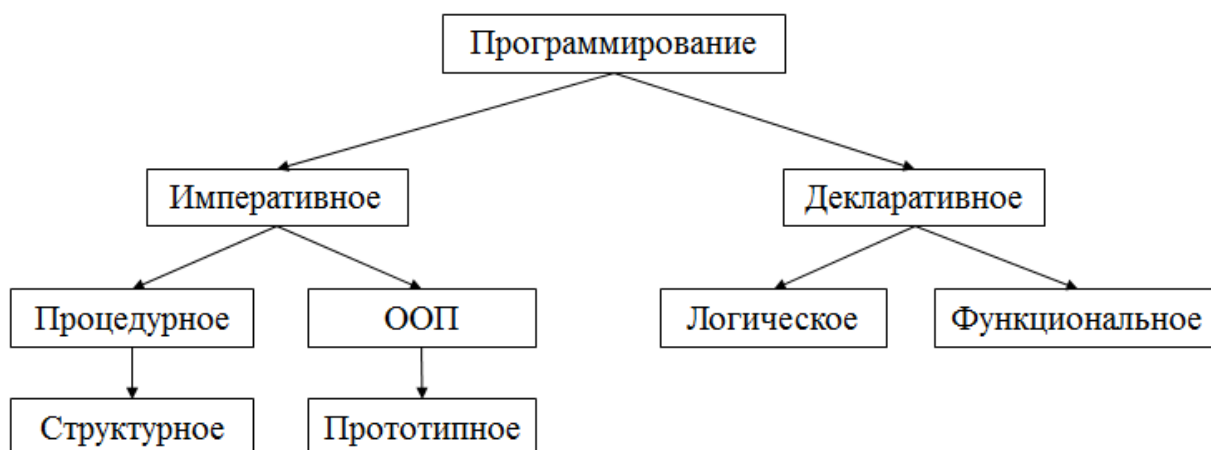 Программирование
Императивное
Декларативное
Процедурное
ООП
Логическое
Функциональное
Структурное
Прототипное